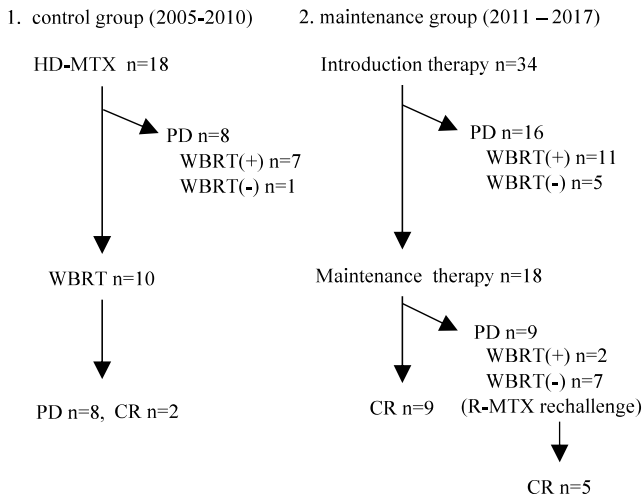 1. control group (2005-2010)
HD-MTX n=18
PD n=8
WBRT(+) n=7
WBRT(-) n=1
WBRT n=10
PD n=8, CR n=2
2. maintenance group (2011 – 2017)
Introduction therapy n=34
PD n=16
WBRT(+) n=11
WBRT(-) n=5
Maintenance therapy n=18
PD n=9
WBRT(+) n=2
WBRT(-) n=7
(R-MTX rechallenge)
CR n=9
CR n=5